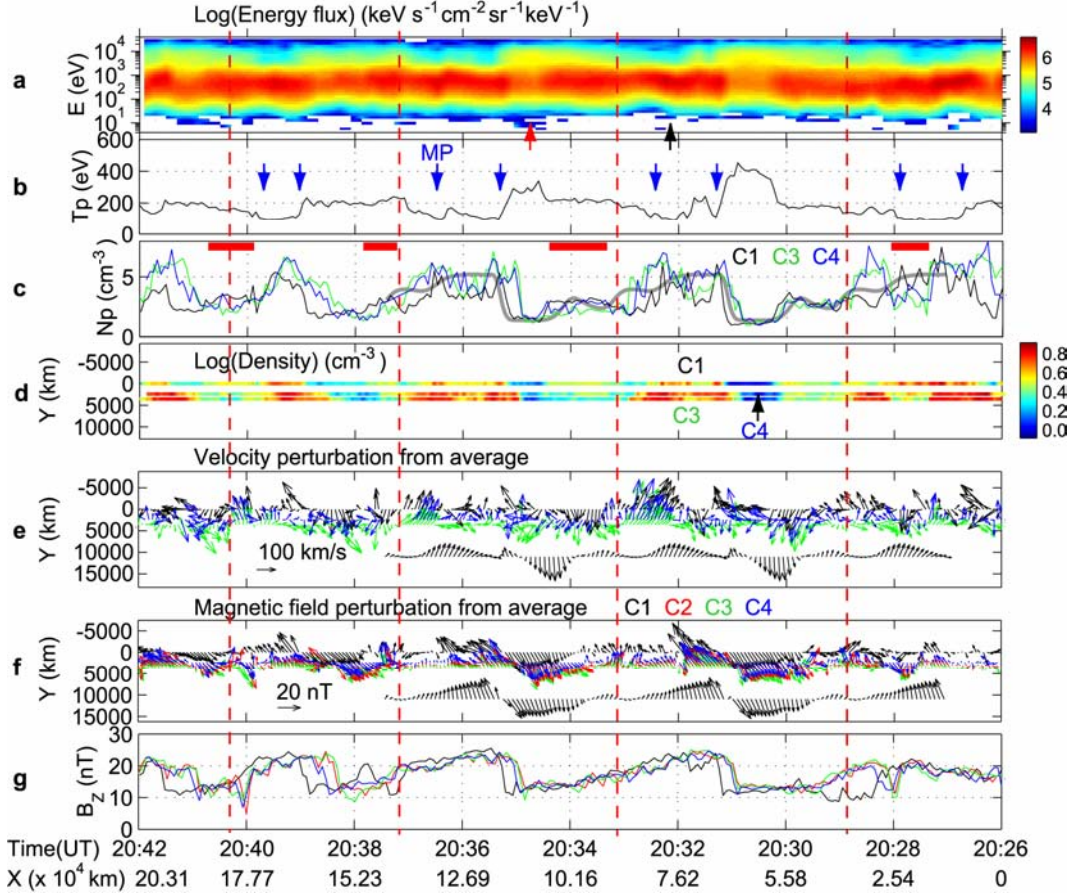 Log(Energy flux) (keV s⁻¹cm⁻²sr⁻¹keV⁻¹)
a
E (eV)
10⁴
10³
10²
10¹
6
5
4
b
Tp (eV)
600
400
200
0
MP
c
Np (cm⁻³)
5
0
C1 C3 C4
d
Log(Density) (cm⁻³)
Y (km)
-5000
0
5000
10000
C1
C3
C4
0.8
0.6
0.4
0.2
0.0
Velocity perturbation from average
e
Y (km)
-5000
0
5000
10000
15000
100 km/s
Magnetic field perturbation from average C1 C2 C3 C4
f
Y (km)
-5000
0
5000
10000
15000
20 nT
g
B_Z (nT)
30
20
10
0
Time(UT) 20:42 20:40 20:38 20:36 20:34 20:32 20:30 20:28 20:26
X (x 10⁴ km) 20.31 17.77 15.23 12.69 10.16 7.62 5.58 2.54 0